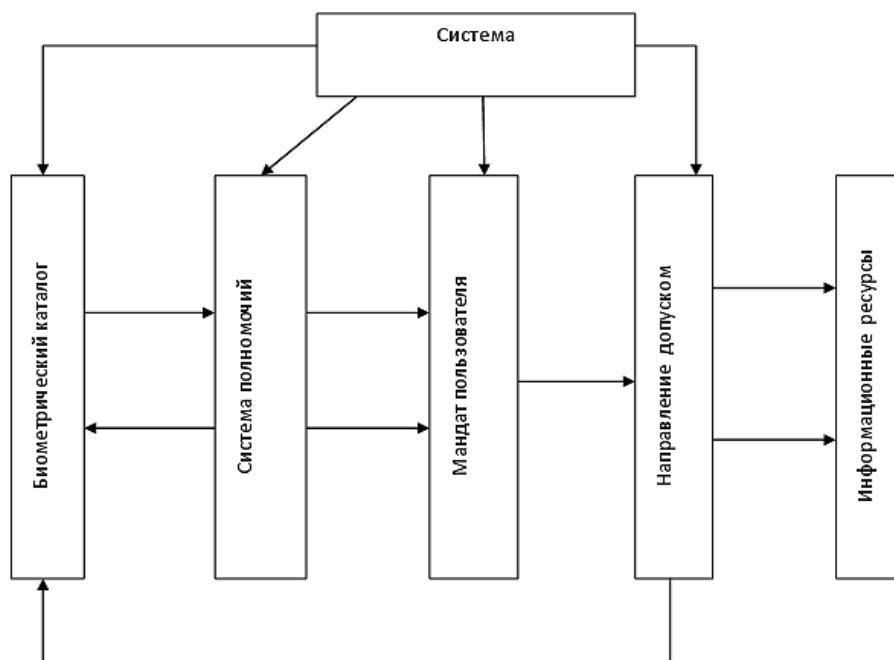 Система
Биометрический каталог
Система полномочий
Мандат пользователя
Направление допуском
Информационные ресурсы